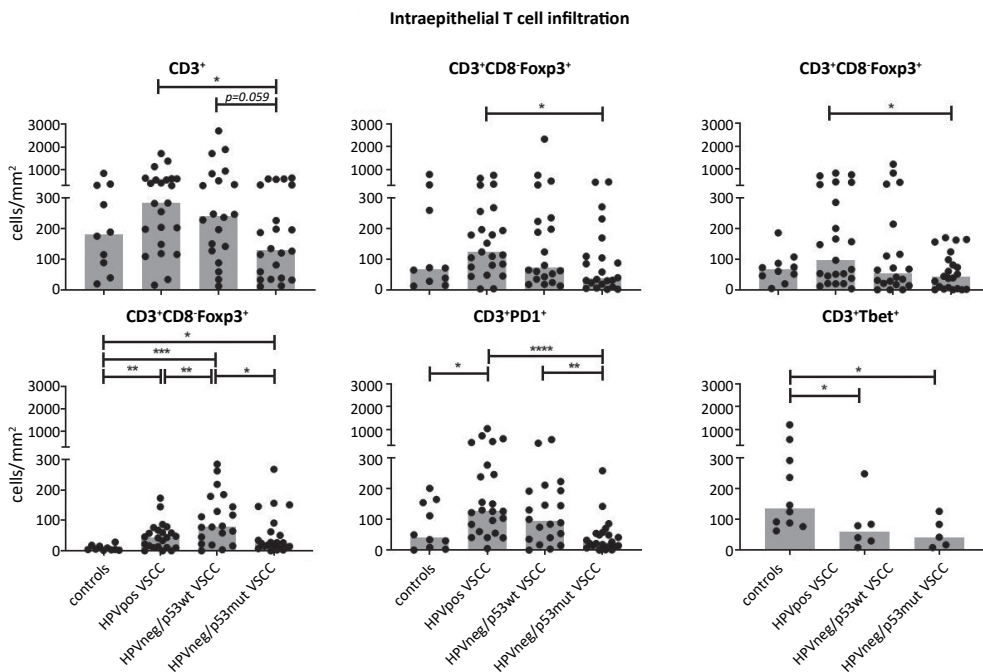 Intraepithelial T cell infiltration
CD3⁺
CD3⁺CD8⁻Foxp3⁺
CD3⁺CD8⁻Foxp3⁺
*
p=0.059
*
*
cells/mm²
3000
2000
1000
300
200
100
0
3000
2000
1000
300
200
100
0
3000
2000
1000
300
200
100
0
CD3⁺CD8⁻Foxp3⁺
CD3⁺PD1⁺
CD3⁺Tbet⁺
*
***
** ** *
****
* **
*
*
cells/mm²
3000
2000
1000
300
200
100
0
3000
2000
1000
300
200
100
0
3000
2000
1000
300
200
100
0
controls
HPVpos VSCC
HPVneg/p53wt VSCC
HPVneg/p53mut VSCC
controls
HPVpos VSCC
HPVneg/p53wt VSCC
HPVneg/p53mut VSCC
controls
HPVpos VSCC
HPVneg/p53wt VSCC
HPVneg/p53mut VSCC